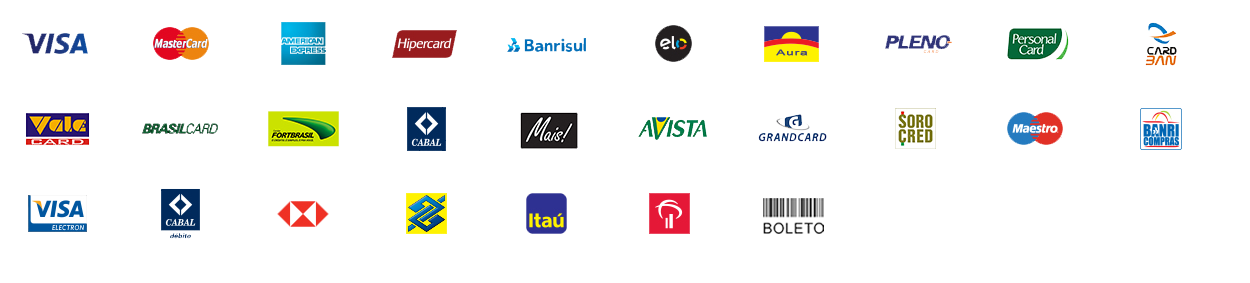 VISA
MasterCard
AMERICAN
EXPRESS
Hipercard
Banrisul
elo
Aura
PLENO
CARD
Personal
Card
CARD
BAN
Vale
CARD
BRASILCARD
FORTBRASIL
CABAL
Mais!
AVISTA
GRANDCARD
SORO
CRED
Maestro
BANRI
COMPRAS
VISA
ELECTRON
CABAL
débito
Itaú
BOLETO